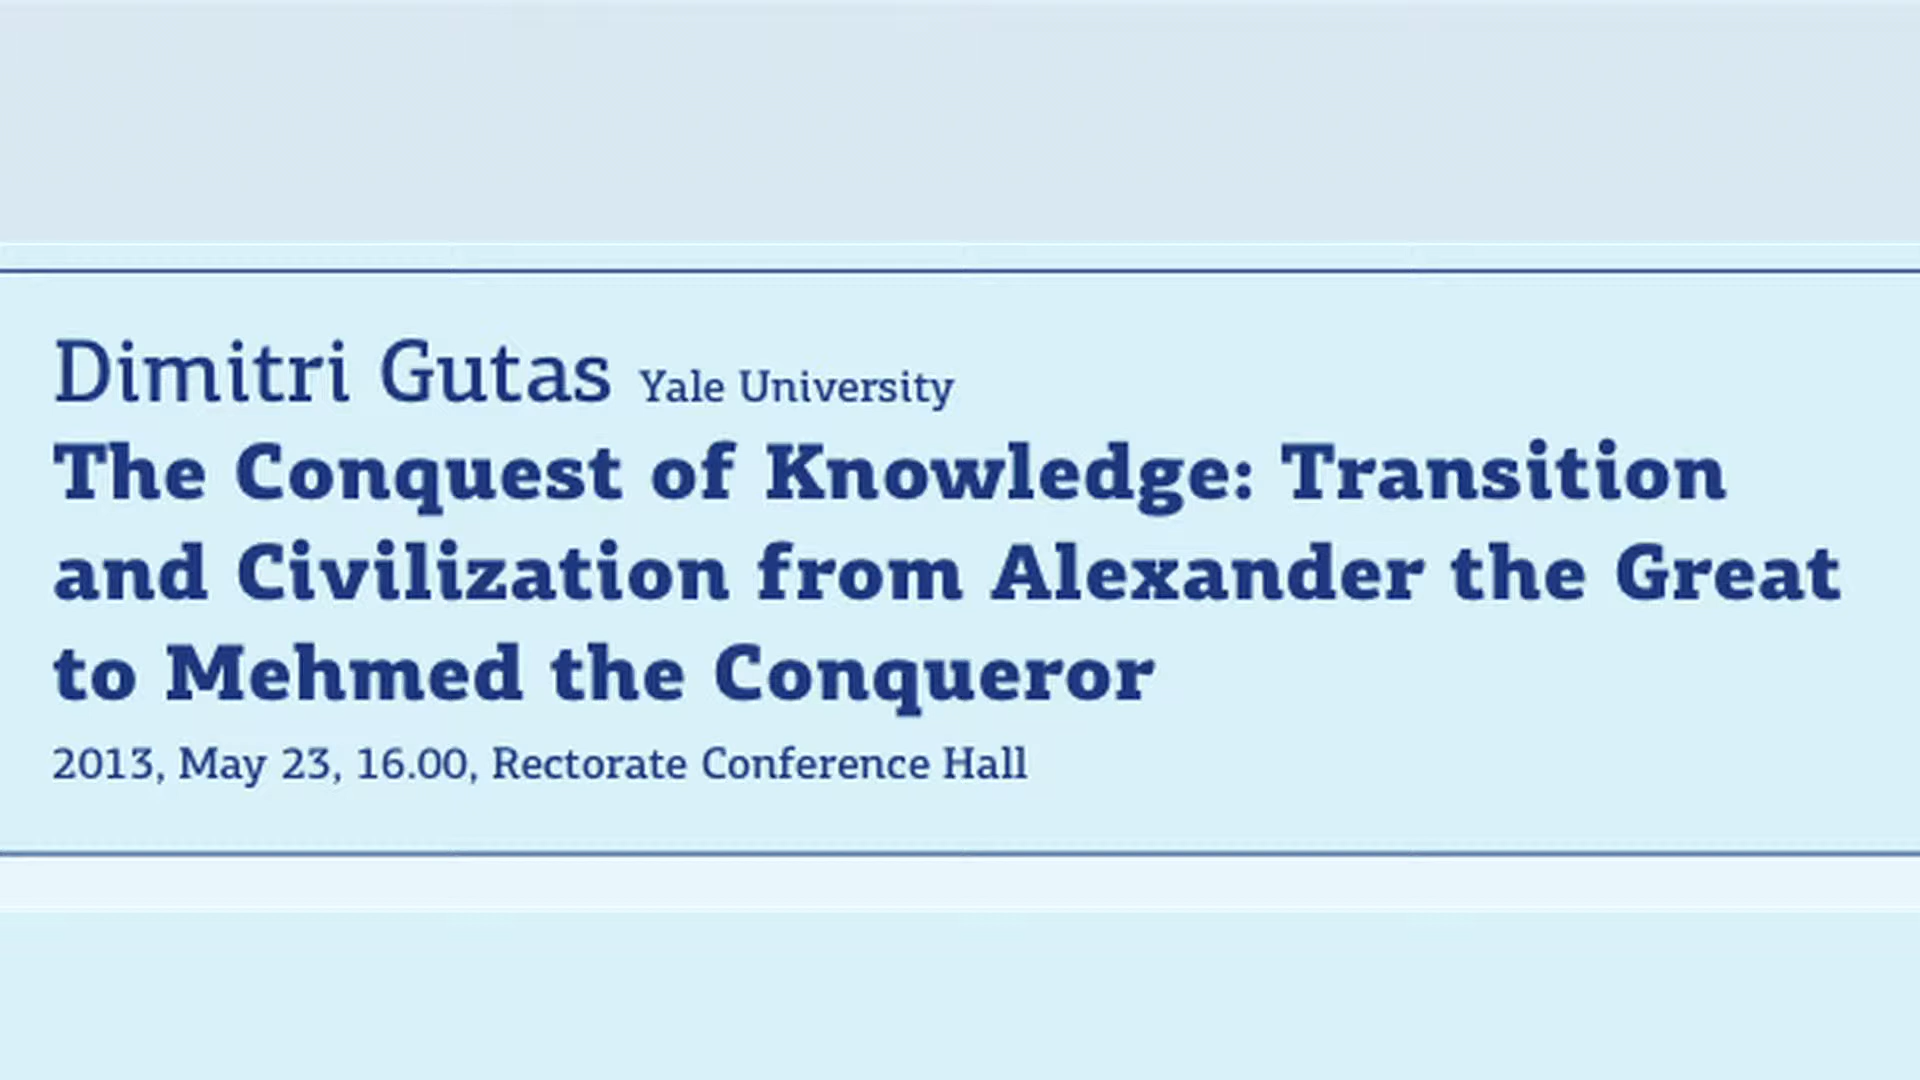 Dimitri Gutas Yale University
The Conquest of Knowledge: Transition
and Civilization from Alexander the Great
to Mehmed the Conqueror
2013, May 23, 16.00, Rectorate Conference Hall